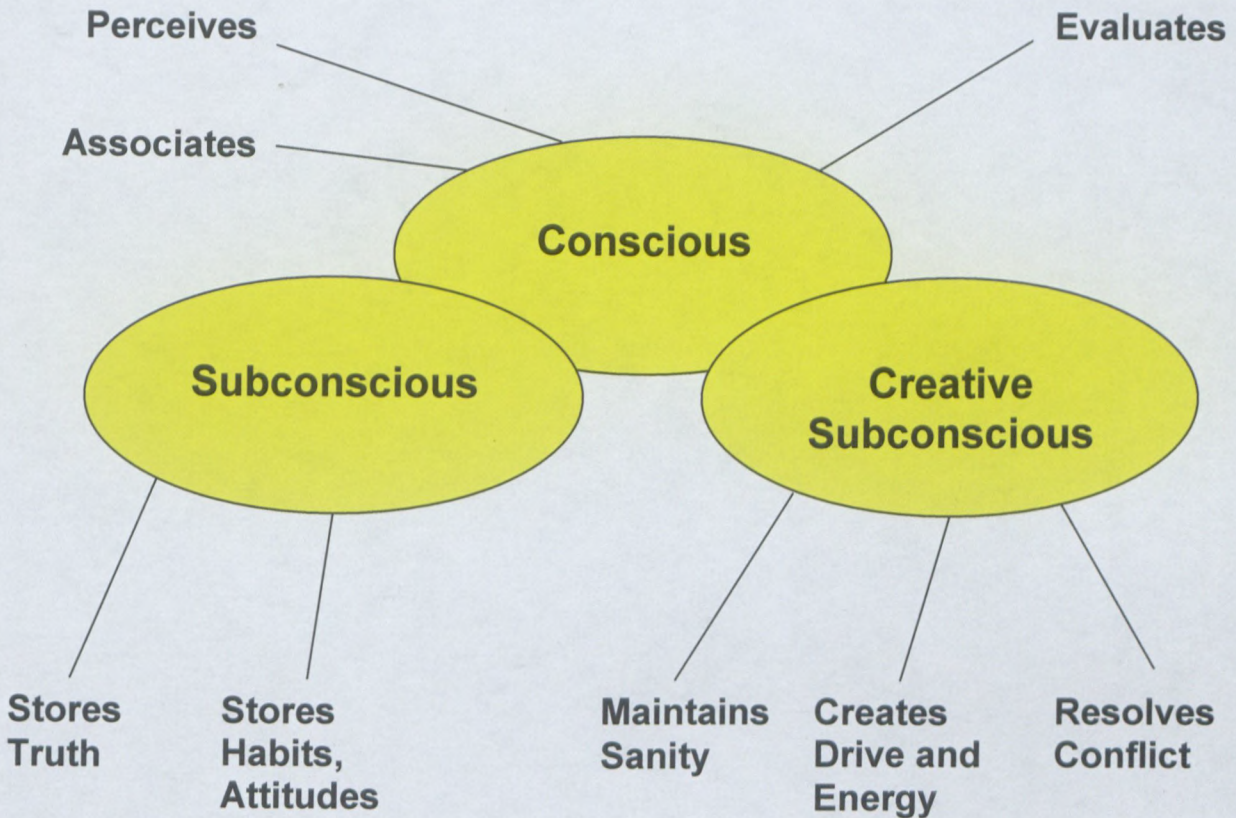 Perceives
Evaluates
Associates
Conscious
Subconscious
Creative
Subconscious
Stores
Truth
Stores
Habits,
Attitudes
Maintains
Sanity
Creates
Drive and
Energy
Resolves
Conflict